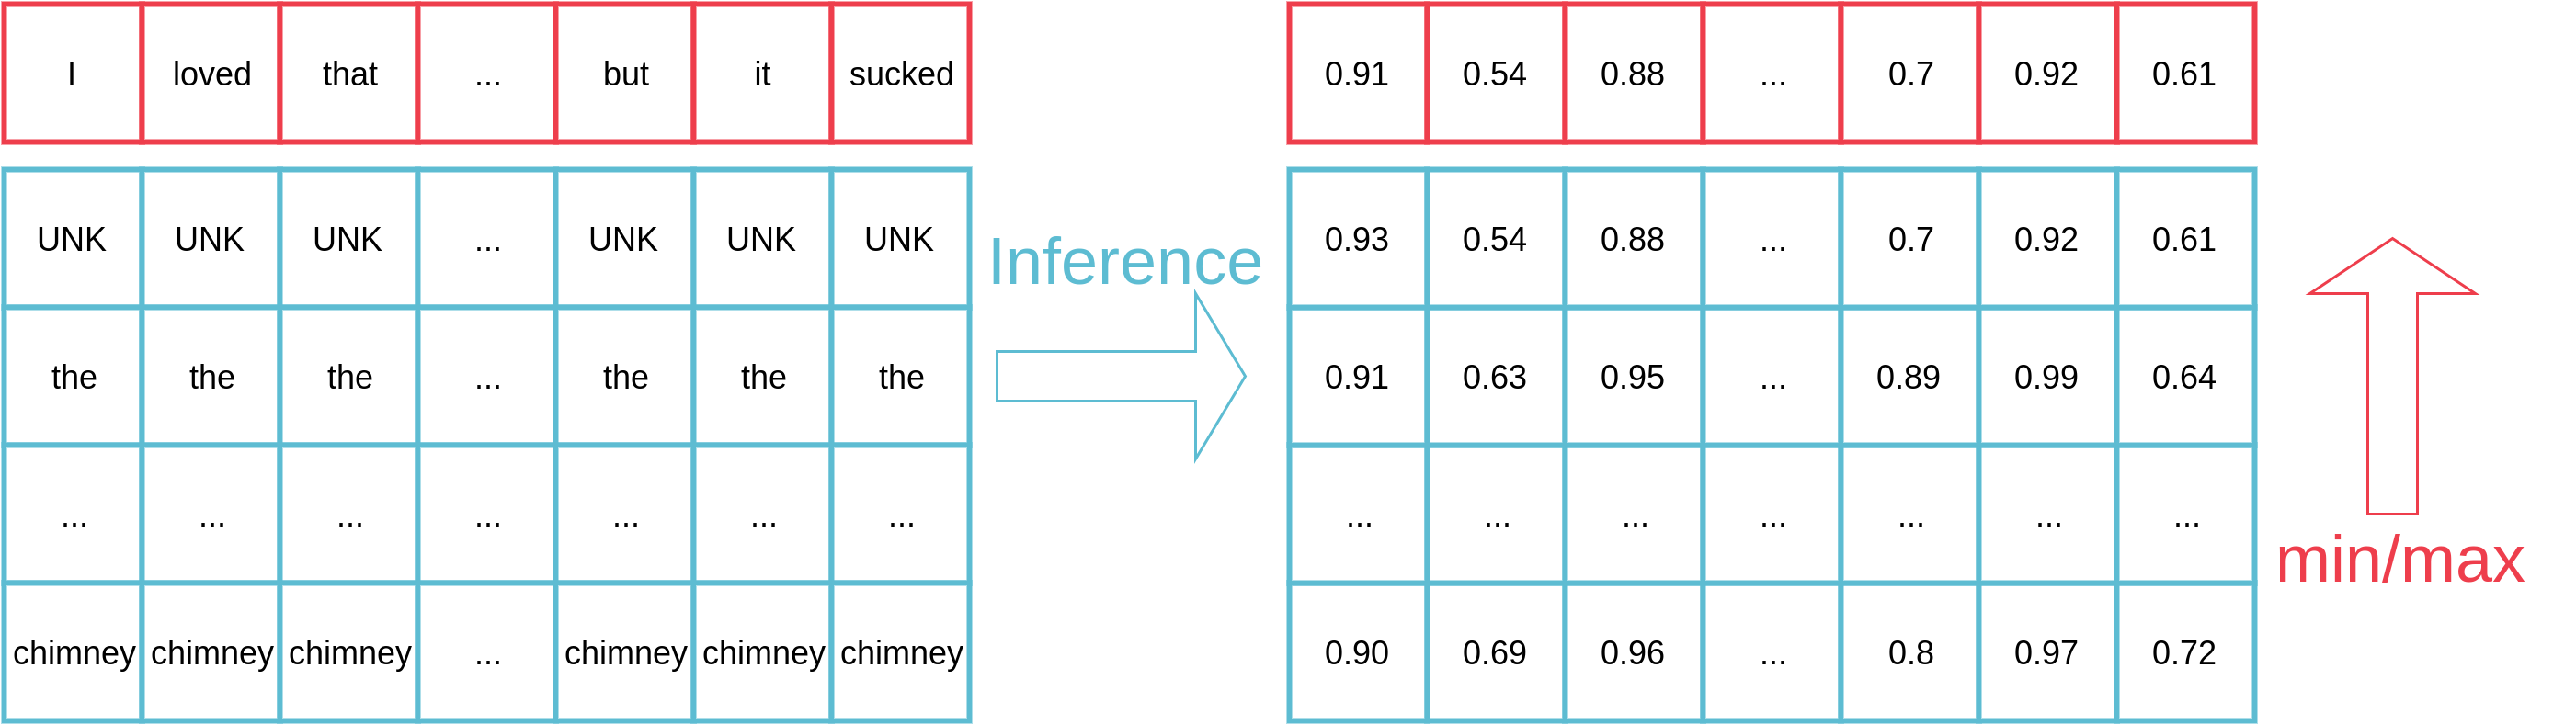 I loved that ... but it sucked
0.91 0.54 0.88 ... 0.7 0.92 0.61
UNK UNK UNK ... UNK UNK UNK
Inference
0.93 0.54 0.88 ... 0.7 0.92 0.61
the the the ... the the the
0.91 0.63 0.95 ... 0.89 0.99 0.64
... ... ... ... ... ... ...
... ... ... ... ... ... ...
min/max
chimney chimney chimney ... chimney chimney chimney
0.90 0.69 0.96 ... 0.8 0.97 0.72